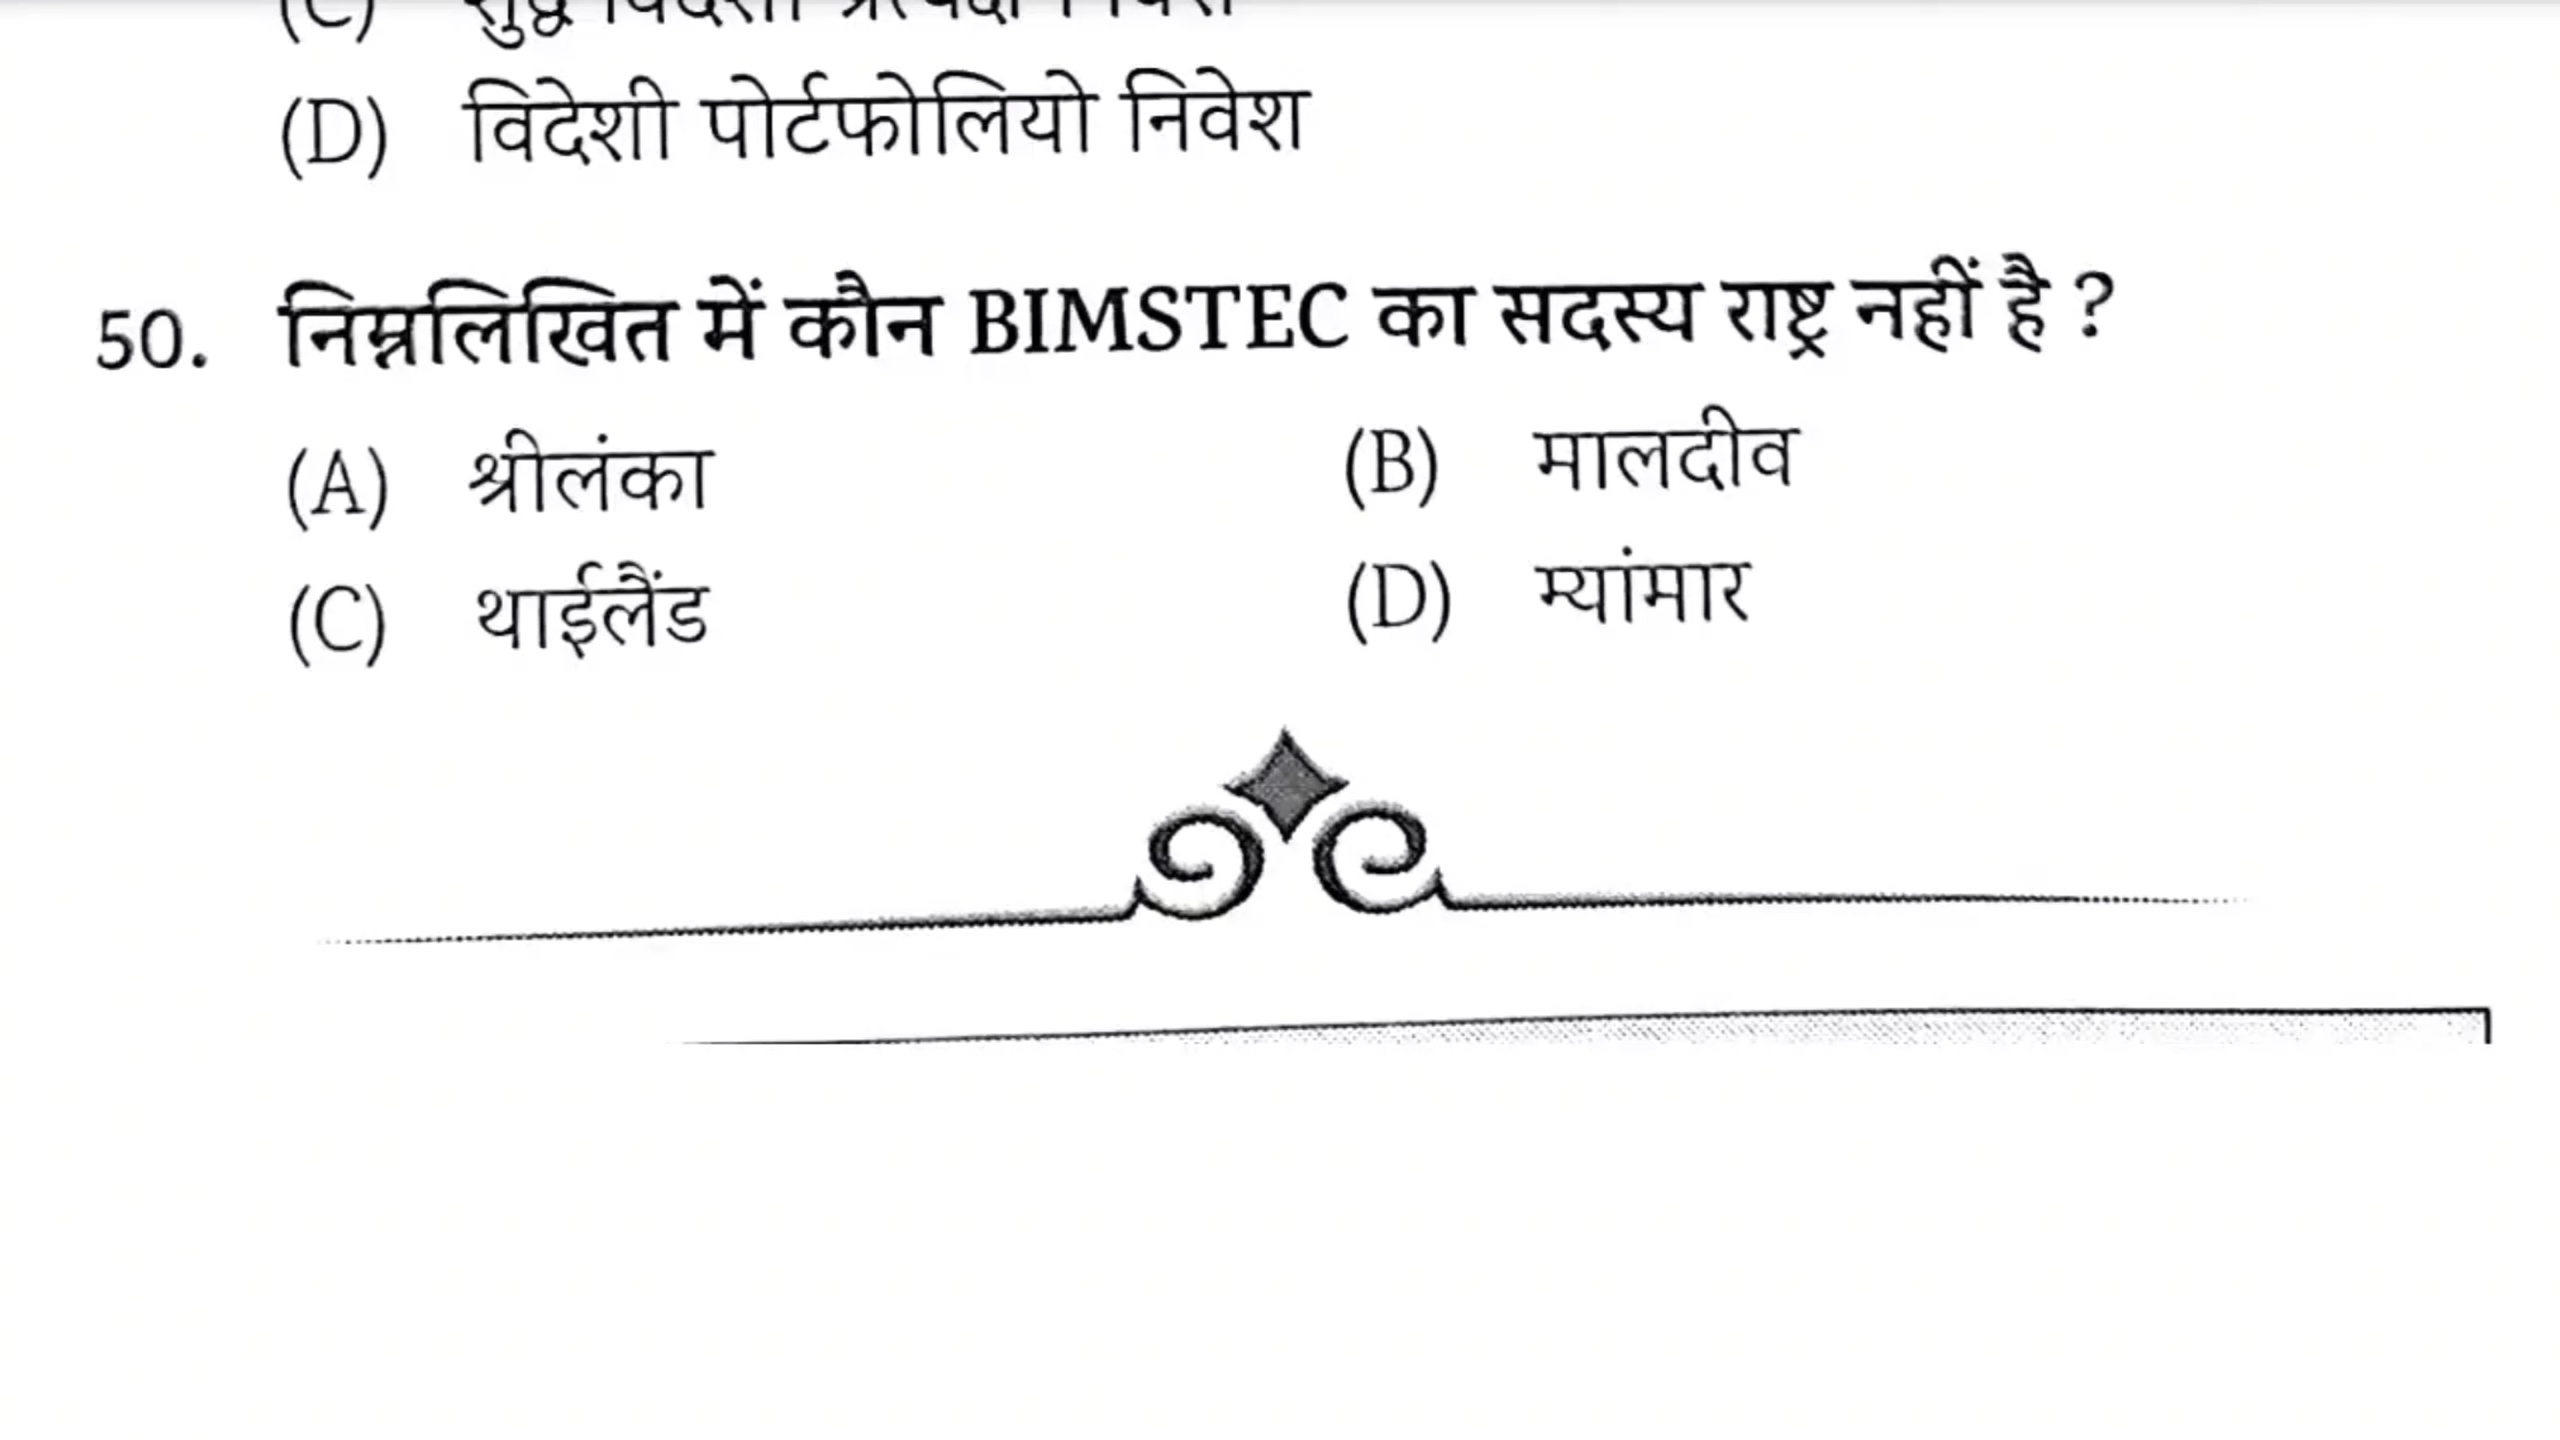 (D) विदेशी पोर्टफोलियो निवेश
50. निम्नलिखित में कौन BIMSTEC का सदस्य राष्ट्र नहीं है ?
(A) श्रीलंका (B) मालदीव
(C) थाईलैंड (D) म्यांमार